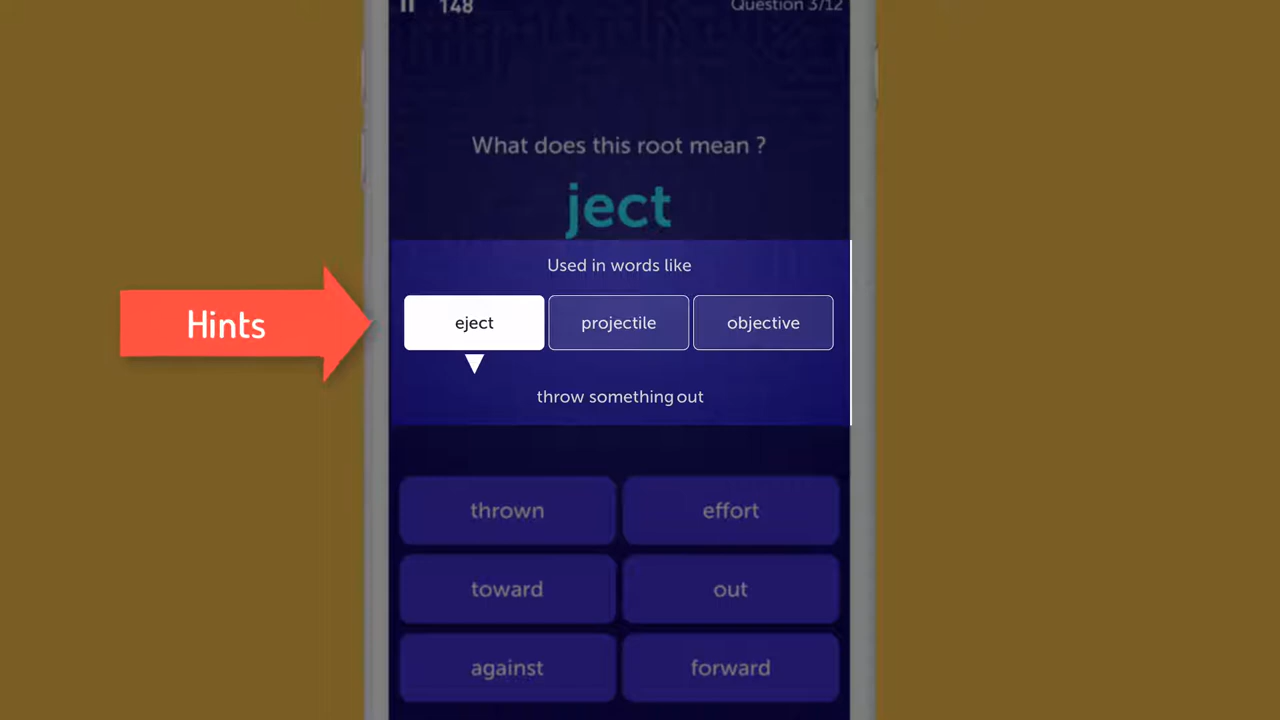 148 Question 3/12
What does this root mean ?
ject
Used in words like
Hints
eject projectile objective
throw something out
thrown effort
toward out
against forward